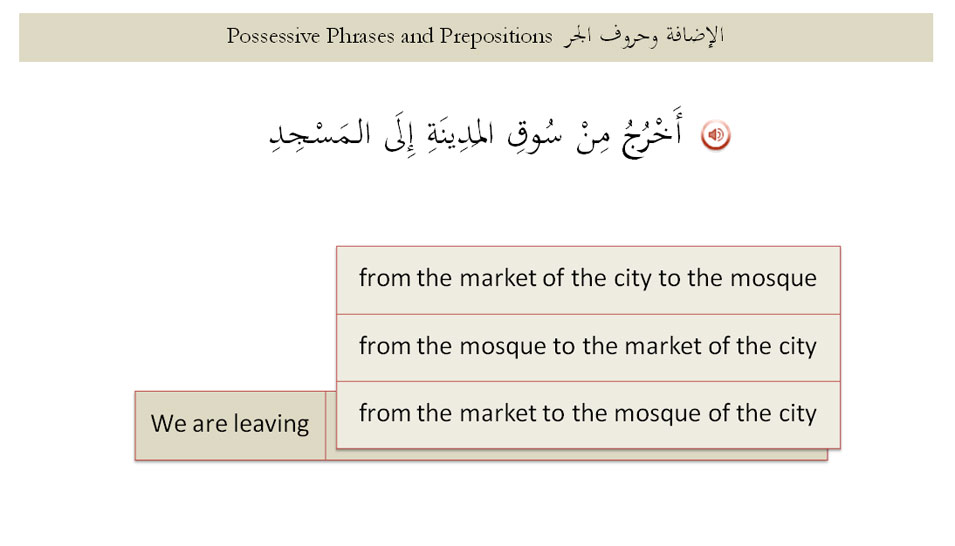 Possessive Phrases and Prepositions الإضافة وحروف الجر
أَخْرُجُ مِنْ سُوقِ المَدِينَةِ إِلَى المَسْجِدِ
from the market of the city to the mosque
from the mosque to the market of the city
from the market to the mosque of the city
We are leaving